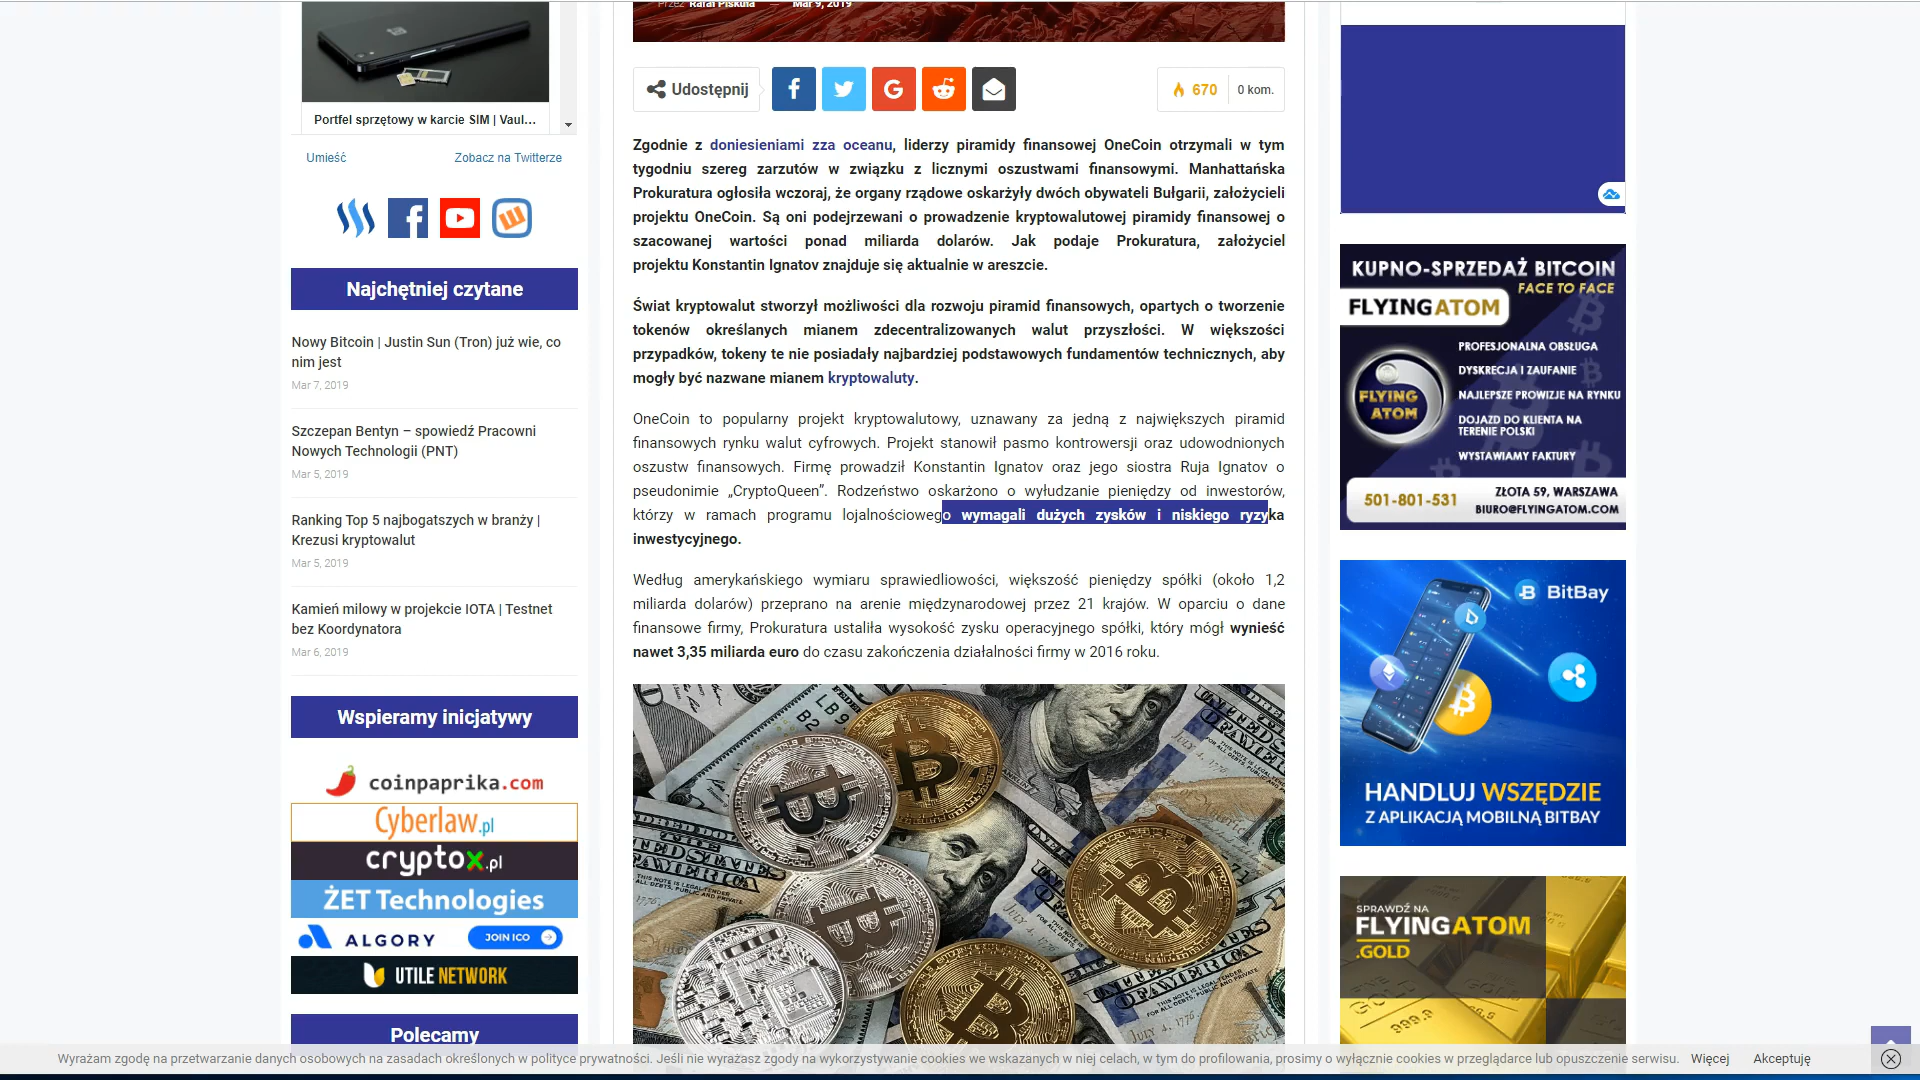 Przez Rafał Piskuła — Mar 9, 2019
Portfel sprzętowy w karcie SIM | Vaul...
Umieść
Zobacz na Twitterze
Najchętniej czytane
Nowy Bitcoin | Justin Sun (Tron) już wie, co
nim jest
Mar 7, 2019
Szczepan Bentyn – spowiedź Pracowni
Nowych Technologii (PNT)
Mar 5, 2019
Ranking Top 5 najbogatszych w branży |
Krezusi kryptowalut
Mar 5, 2019
Kamień milowy w projekcie IOTA | Testnet
bez Koordynatora
Mar 6, 2019
Wspieramy inicjatywy
coinpaprika.com
Cyberlaw.pl
cryptox.pl
ŻET Technologies
ALGORY JOIN ICO
UTILE NETWORK
Polecamy
Udostępnij
670
0 kom.
Zgodnie z doniesieniami zza oceanu, liderzy piramidy finansowej OneCoin otrzymali w tym
tygodniu szereg zarzutów w związku z licznymi oszustwami finansowymi. Manhattańska
Prokuratura ogłosiła wczoraj, że organy rządowe oskarżyły dwóch obywateli Bułgarii, założycieli
projektu OneCoin. Są oni podejrzewani o prowadzenie kryptowalutowej piramidy finansowej o
szacowanej wartości ponad miliarda dolarów. Jak podaje Prokuratura, założyciel
projektu Konstantin Ignatov znajduje się aktualnie w areszcie.
Świat kryptowalut stworzył możliwości dla rozwoju piramid finansowych, opartych o tworzenie
tokenów określanych mianem zdecentralizowanych walut przyszłości. W większości
przypadków, tokeny te nie posiadały najbardziej podstawowych fundamentów technicznych, aby
mogły być nazwane mianem kryptowaluty.
OneCoin to popularny projekt kryptowalutowy, uznawany za jedną z największych piramid
finansowych rynku walut cyfrowych. Projekt stanowił pasmo kontrowersji oraz udowodnionych
oszustw finansowych. Firmę prowadził Konstantin Ignatov oraz jego siostra Ruja Ignatov o
pseudonimie „CryptoQueen”. Rodzeństwo oskarżono o wyłudzanie pieniędzy od inwestorów,
którzy w ramach programu lojalnościowego wymagali dużych zysków i niskiego ryzyka
inwestycyjnego.
Według amerykańskiego wymiaru sprawiedliwości, większość pieniędzy spółki (około 1,2
miliarda dolarów) przeprano na arenie międzynarodowej przez 21 krajów. W oparciu o dane
finansowe firmy, Prokuratura ustaliła wysokość zysku operacyjnego spółki, który mógł wynieść
nawet 3,35 miliarda euro do czasu zakończenia działalności firmy w 2016 roku.
KUPNO-SPRZEDAŻ BITCOIN
FACE TO FACE
FLYINGATOM
PROFESJONALNA OBSŁUGA
DYSKRECJA I ZAUFANIE
NAJLEPSZE PROWIZJE NA RYNKU
DOJAZD DO KLIENTA NA
TERENIE POLSKI
WYSTAWIAMY FAKTURY
FLYING
ATOM
501-801-531
ZŁOTA 59, WARSZAWA
BIURO@FLYINGATOM.COM
BitBay
HANDLUJ WSZĘDZIE
Z APLIKACJĄ MOBILNĄ BITBAY
SPRAWDŹ NA
FLYINGATOM
.GOLD
999.9
Wyrażam zgodę na przetwarzanie danych osobowych na zasadach określonych w polityce prywatności. Jeśli nie wyrażasz zgody na wykorzystywanie cookies we wskazanych w niej celach, w tym do profilowania, prosimy o wyłącznie cookies w przeglądarce lub opuszczenie serwisu. Więcej Akceptuję